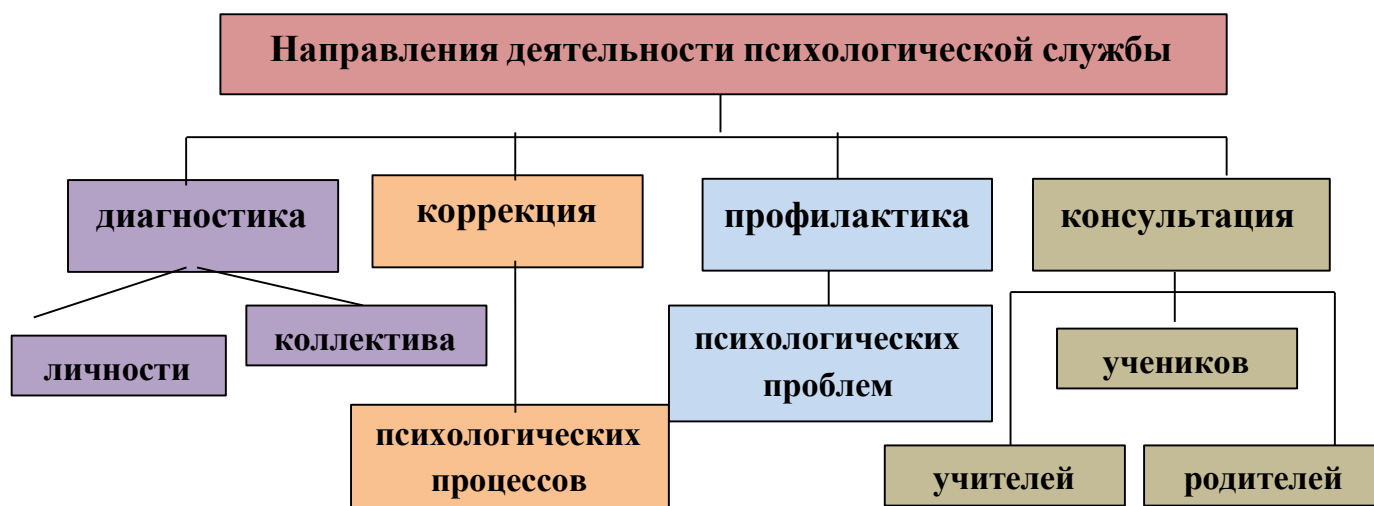 Направления деятельности психологической службы
диагностика
коррекция
профилактика
консультация
личности
коллектива
психологических
процессов
психологических
проблем
учеников
учителей
родителей